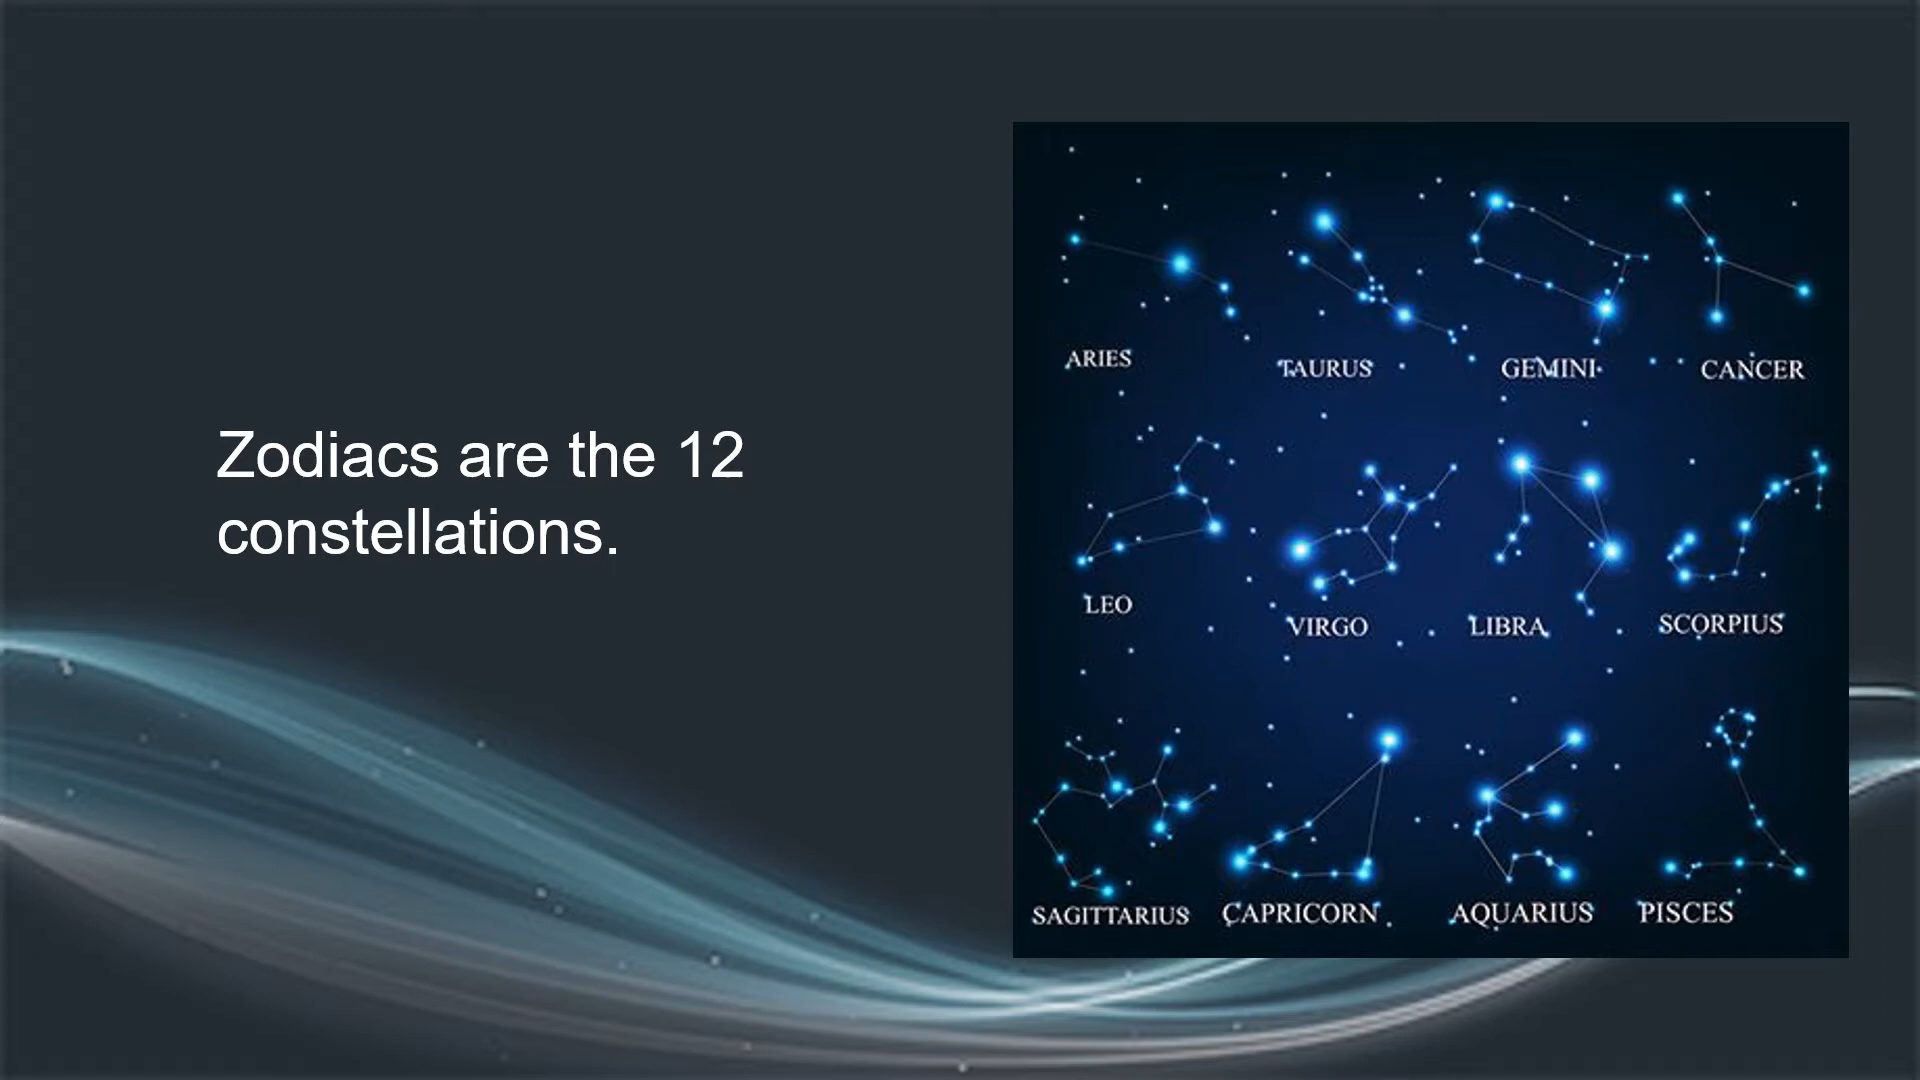 Zodiacs are the 12
constellations.
ARIES
TAURUS
GEMINI
CANCER
LEO
VIRGO
LIBRA
SCORPIUS
SAGITTARIUS
CAPRICORN
AQUARIUS
PISCES